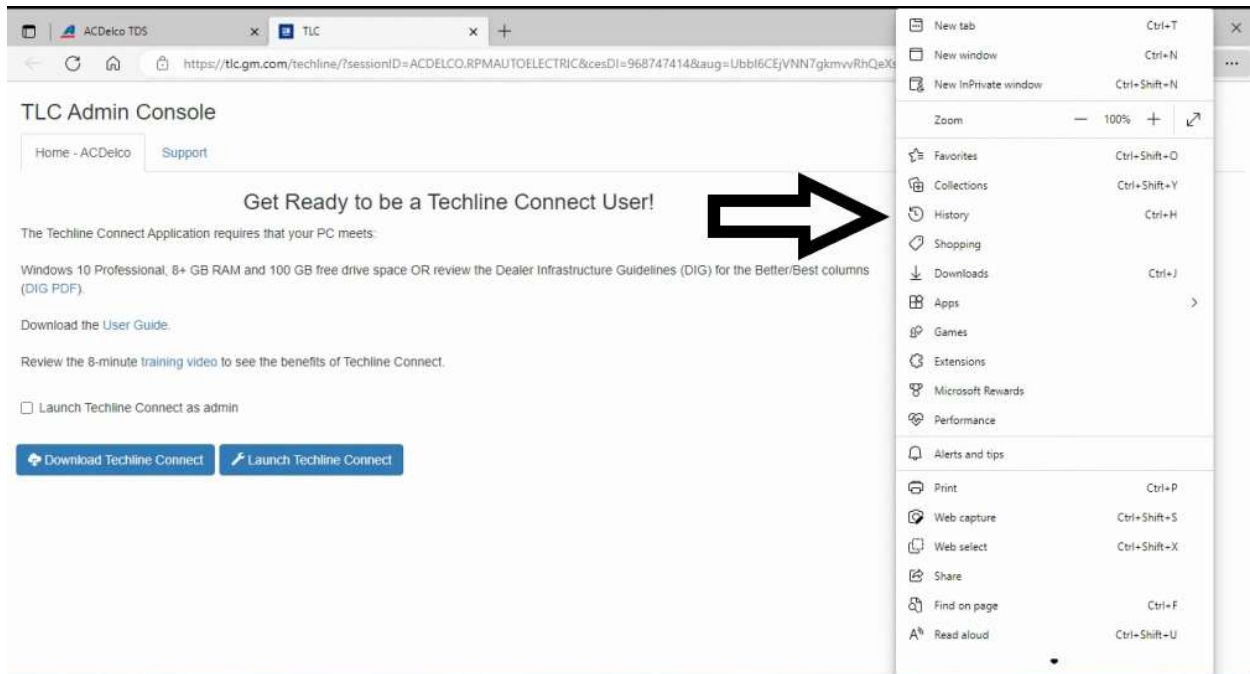 ACDelco TDS
TLC
https://tlc.gm.com/techline/?sessionID=ACDELCO.RPMAUTOELECTRIC&cesDI=968747414&aug=UbbI6CEjVNN7gkmvvRhQeXs
TLC Admin Console
Home - ACDelco Support
Get Ready to be a Techline Connect User!
The Techline Connect Application requires that your PC meets:
Windows 10 Professional, 8+ GB RAM and 100 GB free drive space OR review the Dealer Infrastructure Guidelines (DIG) for the Better/Best columns
(DIG PDF).
Download the User Guide.
Review the 8-minute training video to see the benefits of Techline Connect.
Launch Techline Connect as admin
Download Techline Connect Launch Techline Connect
New tab Ctrl+T
New window Ctrl+N
New InPrivate window Ctrl+Shift+N
Zoom 100%
Favorites Ctrl+Shift+O
Collections Ctrl+Shift+Y
History Ctrl+H
Shopping
Downloads Ctrl+J
Apps
Games
Extensions
Microsoft Rewards
Performance
Alerts and tips
Print Ctrl+P
Web capture Ctrl+Shift+S
Web select Ctrl+Shift+X
Share
Find on page Ctrl+F
Read aloud Ctrl+Shift+U